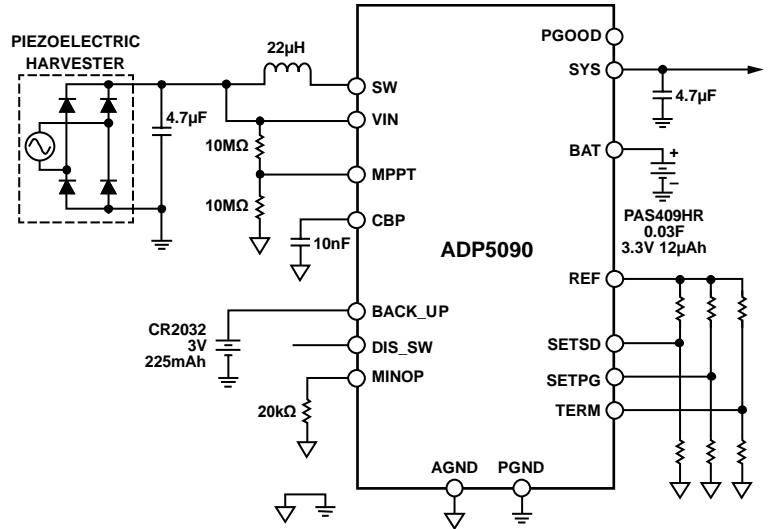 PIEZOELECTRIC
HARVESTER
22µH
4.7µF
10MΩ
10MΩ
10nF
CR2032
3V
225mAh
20kΩ
SW
VIN
MPPT
CBP
BACK_UP
DIS_SW
MINOP
ADP5090
AGND
PGND
PGOOD
SYS
BAT
REF
SETSD
SETPG
TERM
4.7µF
+
–
PAS409HR
0.03F
3.3V 12µAh